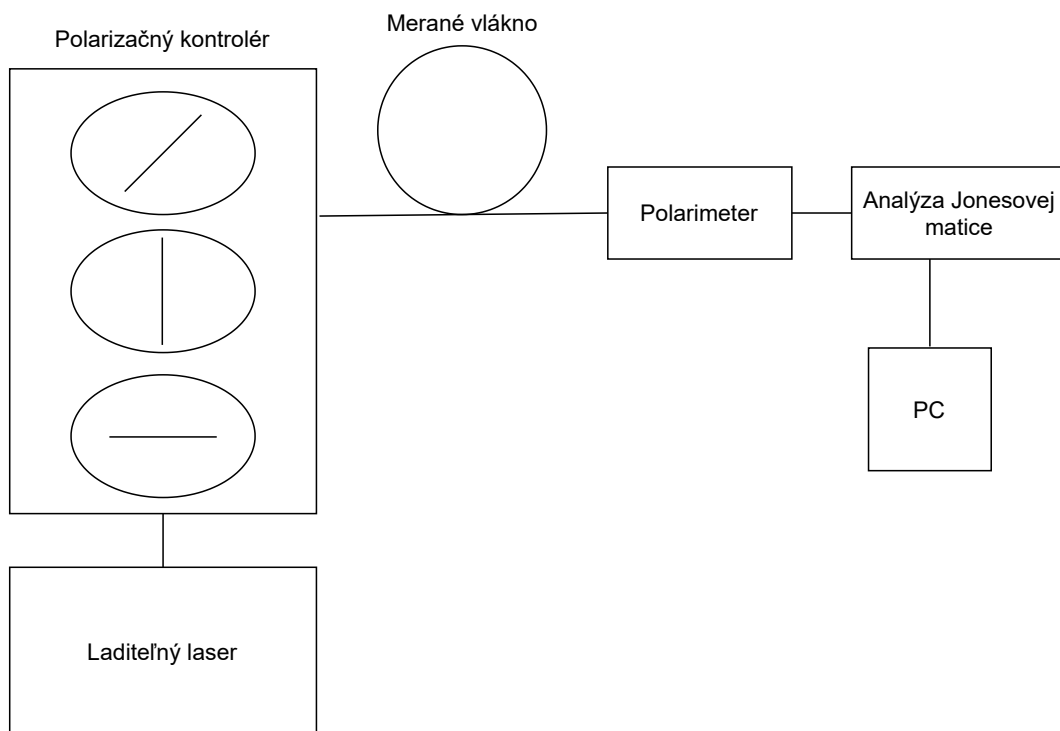 Merané vlákno
Polarizačný kontrolér
Polarimeter
Analýza Jonesovej
matice
PC
Laditeľný laser